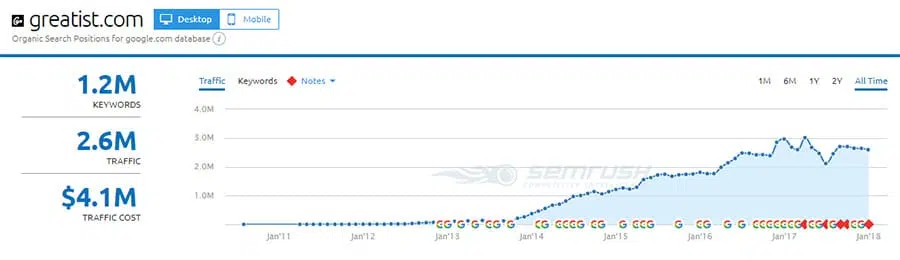 greatist.com Desktop Mobile
Organic Search Positions for google.com database i
1.2M
KEYWORDS
2.6M
TRAFFIC
$4.1M
TRAFFIC COST
Traffic Keywords Notes 1M 6M 1Y 2Y All Time
4.0M
3.0M
2.0M
1.0M
SEMRUSH
Jan'11 Jan'12 Jan'13 Jan'14 Jan'15 Jan'16 Jan'17 Jan'18